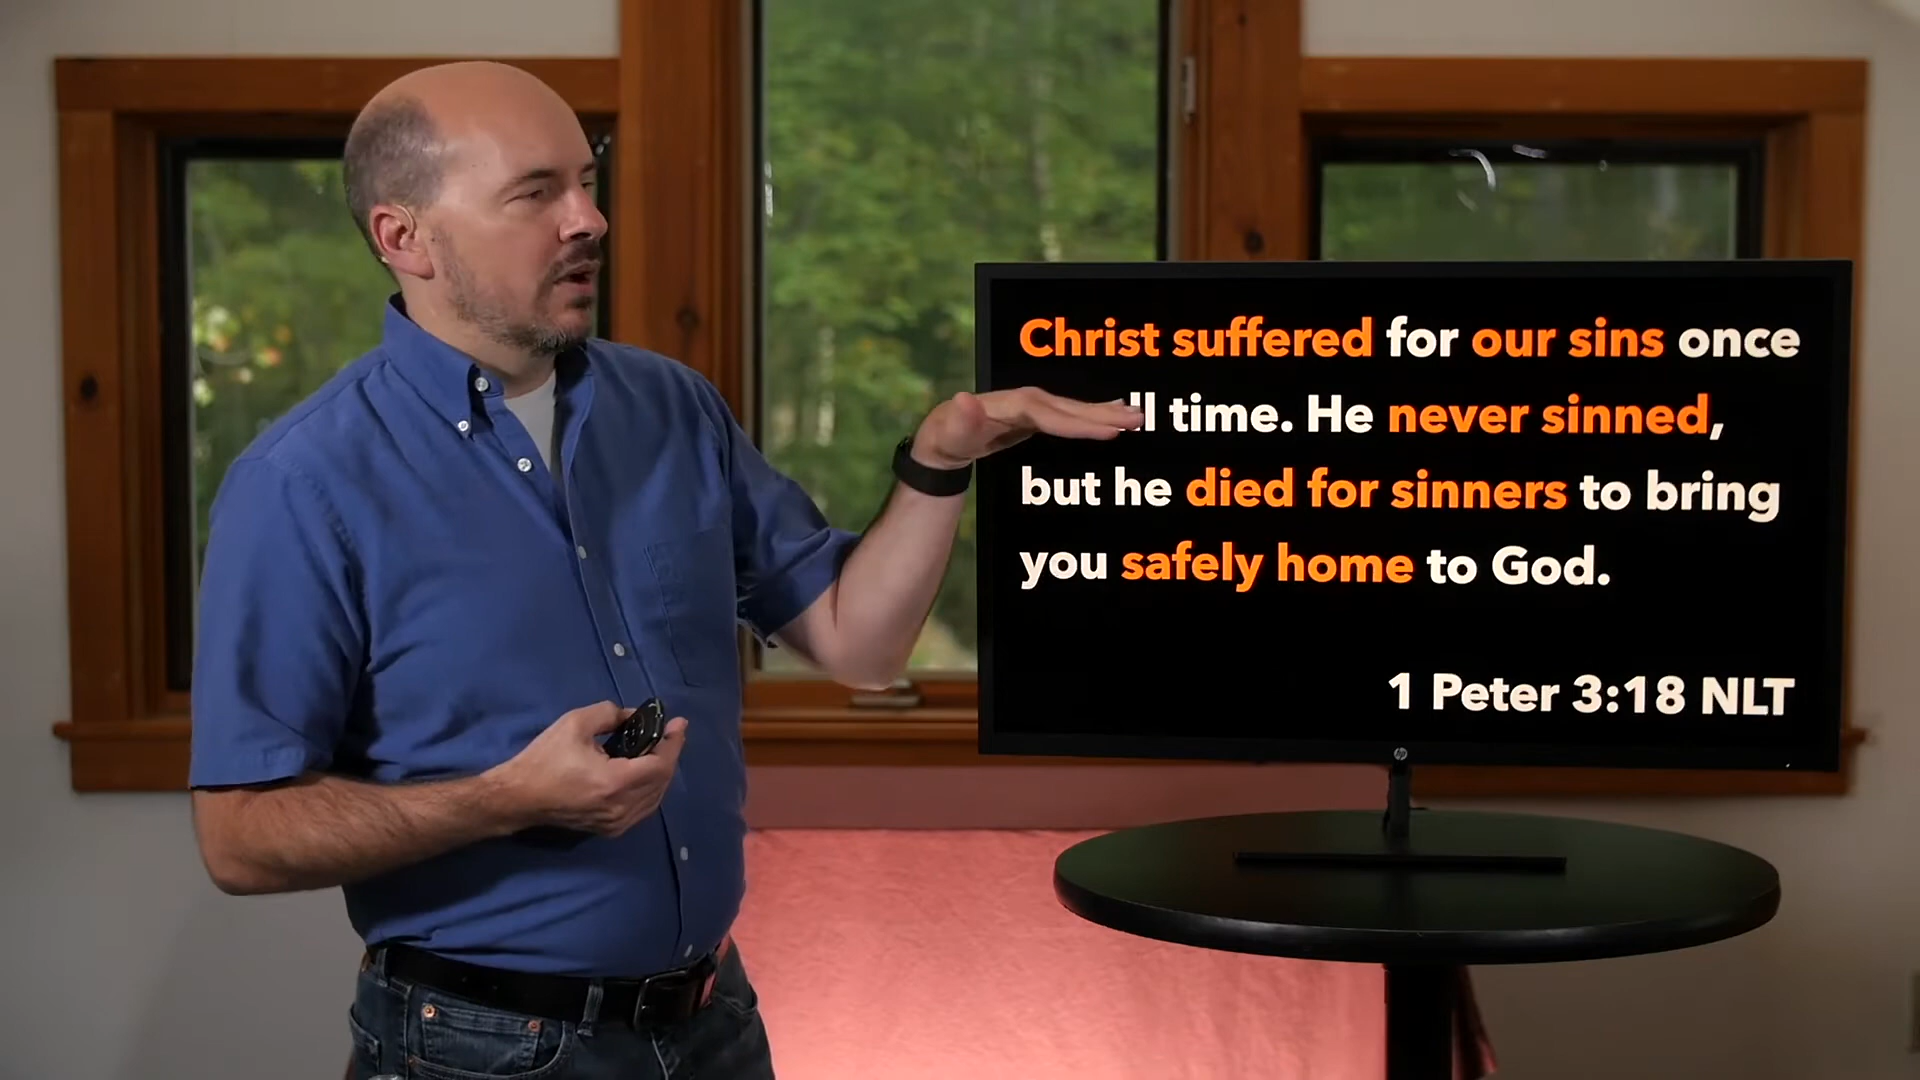 Christ suffered for our sins once
time. He never sinned,
but he died for sinners to bring
you safely home to God.
1 Peter 3:18 NLT
hp